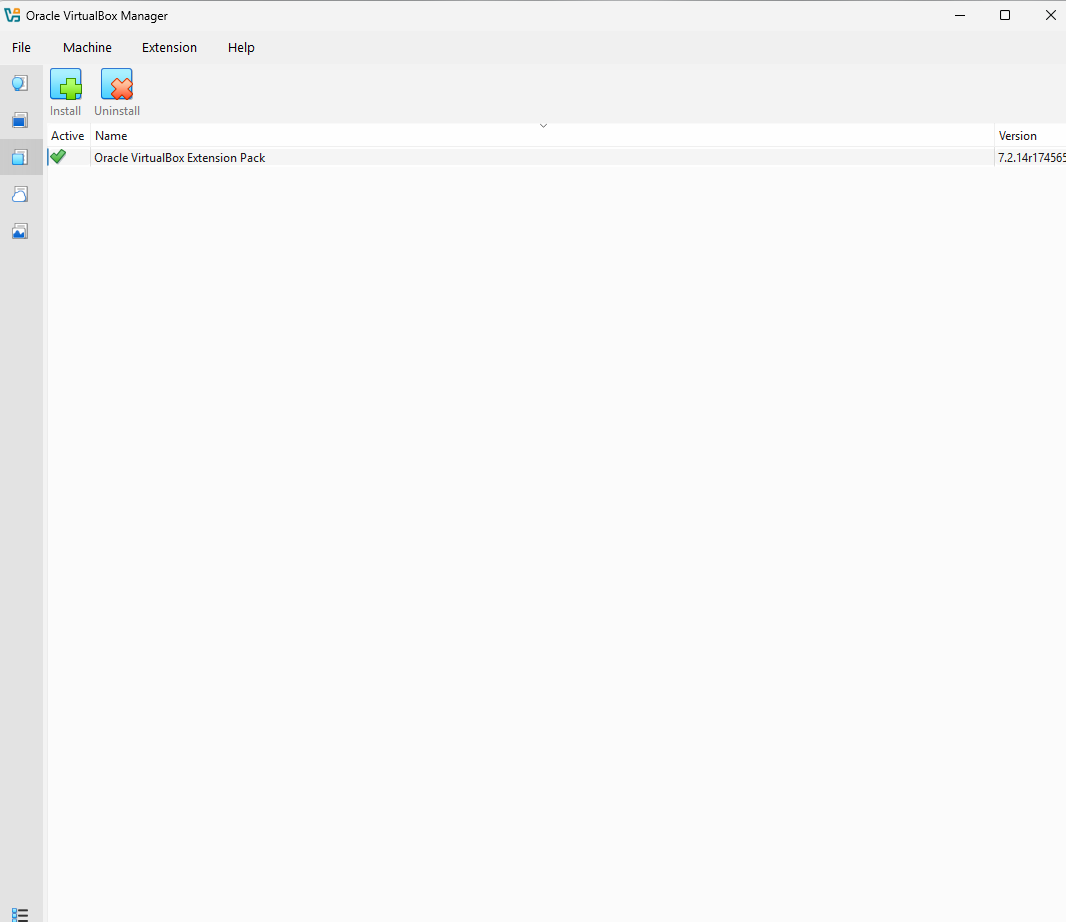 Oracle VirtualBox Manager
File Machine Extension Help
Install Uninstall
Active Name Version
Oracle VirtualBox Extension Pack 7.2.14r174565